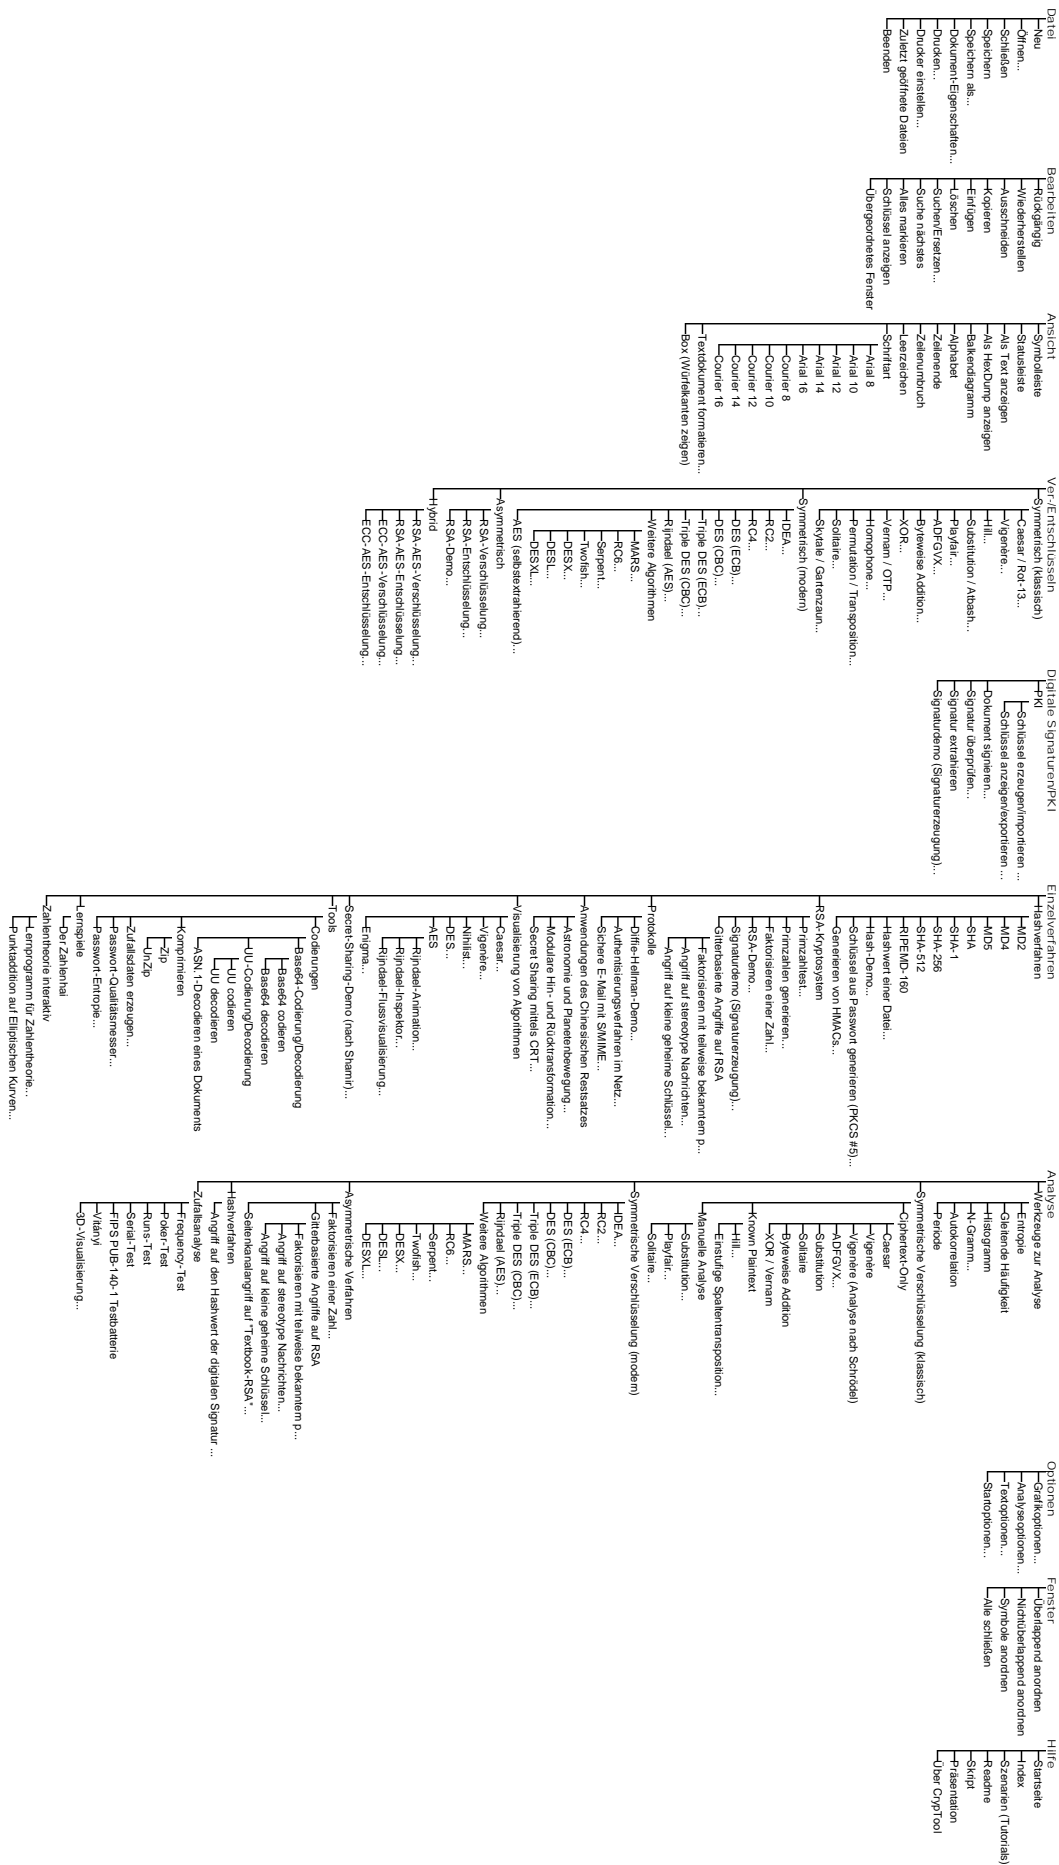 Datei
Neu
Öffnen...
Schließen
Speichern
Speichern als...
Dokument-Eigenschaften...
Drucken...
Drucker einstellen...
Zuletzt geöffnete Dateien
Beenden
Bearbeiten
Rückgängig
Wiederherstellen
Ausschneiden
Kopieren
Einfügen
Löschen
Suchen/Ersetzen...
Suche nächstes
Alles markieren
Schlüssel anzeigen
Übergeordnetes Fenster
Ansicht
Symbolleiste
Statusleiste
Als Text anzeigen
Als HexDump anzeigen
Balkendiagramm
Alphabet
Zeilenende
Zeilenumbruch
Leerzeichen
Schriftart
Arial 8
Arial 10
Arial 12
Arial 14
Arial 16
Courier 8
Courier 10
Courier 12
Courier 14
Courier 16
Textdokument formatieren...
Box (Würfelkanten zeigen)
Ver-/Entschlüsseln
Symmetrisch (klassisch)
Caesar / Rot-13...
Vigenère...
Hill...
Substitution / Atbash...
Playfair...
ADFGVX...
Byteweise Addition...
XOR...
Vernam / OTP...
Homophone...
Permutation / Transposition...
Solitaire...
Skytale / Gartenzaun...
Symmetrisch (modern)
IDEA...
RC2...
RC4...
DES (ECB)...
DES (CBC)...
Triple DES (ECB)...
Triple DES (CBC)...
Rijndael (AES)...
Weitere Algorithmen
MARS...
RC6...
Serpent...
Twofish...
DESX...
DESL...
DESXL...
AES (selbstextrahierend)...
Asymmetrisch
RSA-Verschlüsselung...
RSA-Entschlüsselung...
RSA-Demo...
Hybrid
RSA-AES-Verschlüsselung...
RSA-AES-Entschlüsselung...
ECC-AES-Verschlüsselung...
ECC-AES-Entschlüsselung...
Digitale Signaturen/PKI
PKI
Schlüssel erzeugen/importieren ...
Schlüssel anzeigen/exportieren ...
Dokument signieren...
Signatur überprüfen...
Signatur extrahieren
Signaturdemo (Signaturerzeugung)...
Einzelverfahren
Hashverfahren
MD2
MD4
MD5
SHA
SHA-1
SHA-256
SHA-512
RIPEMD-160
Hashwert einer Datei...
Hash-Demo...
Schlüssel aus Passwort generieren (PKCS #5)...
Generieren von HMACs...
RSA-Kryptosystem
Primzahltest...
Primzahlen generieren...
Faktorisieren einer Zahl...
RSA-Demo...
Signaturdemo (Signaturerzeugung)...
Gitterbasierte Angriffe auf RSA
Faktorisieren mit teilweise bekanntem p...
Angriff auf stereotype Nachrichten...
Angriff auf kleine geheime Schlüssel...
Protokolle
Diffie-Hellman-Demo...
Authentisierungsverfahren im Netz...
Sichere E-Mail mit S/MIME...
Anwendungen des Chinesischen Restsatzes
Astronomie und Planetenbewegung...
Modulare Hin- und Rücktransformation...
Secret Sharing mittels CRT...
Visualisierung von Algorithmen
Caesar...
Vigenère...
Nihilist...
DES...
AES
Rijndael-Animation...
Rijndael-Inspektor...
Rijndael-Flussvisualisierung...
Enigma...
Secret-Sharing-Demo (nach Shamir)...
Tools
Codierungen
Base64-Codierung/Decodierung
Base64 codieren
Base64 decodieren
UU-Codierung/Decodierung
UU codieren
UU decodieren
ASN.1-Decodieren eines Dokuments
Komprimieren
Zip
UnZip
Zufallsdaten erzeugen...
Passwort-Qualitätsmesser...
Passwort-Entropie...
Lernspiele
Der Zahlenhai
Zahlentheorie interaktiv
Lernprogramm für Zahlentheorie...
Punktaddition auf Elliptischen Kurven...
Analyse
Werkzeuge zur Analyse
Entropie
Gleitende Häufigkeit
Histogramm
N-Gramm...
Autokorrelation
Periode
Symmetrische Verschlüsselung (klassisch)
Ciphertext-Only
Caesar
Vigenère
Vigenère (Analyse nach Schrödel)
ADFGVX...
Substitution
Solitaire
Byteweise Addition
XOR / Vernam
Known Plaintext
Hill...
Einstufige Spaltentransposition...
Manuelle Analyse
Substitution...
Playfair...
Solitaire...
Symmetrische Verschlüsselung (modern)
IDEA...
RC2...
RC4...
DES (ECB)...
DES (CBC)...
Triple DES (ECB)...
Triple DES (CBC)...
Rijndael (AES)...
Weitere Algorithmen
MARS...
RC6...
Serpent...
Twofish...
DESX...
DESL...
DESXL...
Asymmetrische Verfahren
Faktorisieren einer Zahl...
Gitterbasierte Angriffe auf RSA
Faktorisieren mit teilweise bekanntem p...
Angriff auf stereotype Nachrichten...
Angriff auf kleine geheime Schlüssel...
Seitenkanalangriff auf "Textbook-RSA"...
Hashverfahren
Angriff auf den Hashwert der digitalen Signatur ...
Zufallsanalyse
Frequency-Test
Poker-Test
Runs-Test
Serial-Test
FIPS PUB-140-1 Testbatterie
Vitányi
3D-Visualisierung...
Optionen
Grafikoptionen...
Analyseoptionen...
Textoptionen...
Startoptionen...
Fenster
Überlappend anordnen
Nichtüberlappend anordnen
Symbole anordnen
Alle schließen
Hilfe
Startseite
Index
Szenarien (Tutorials)
Readme
Skript
Präsentation
Über CrypTool